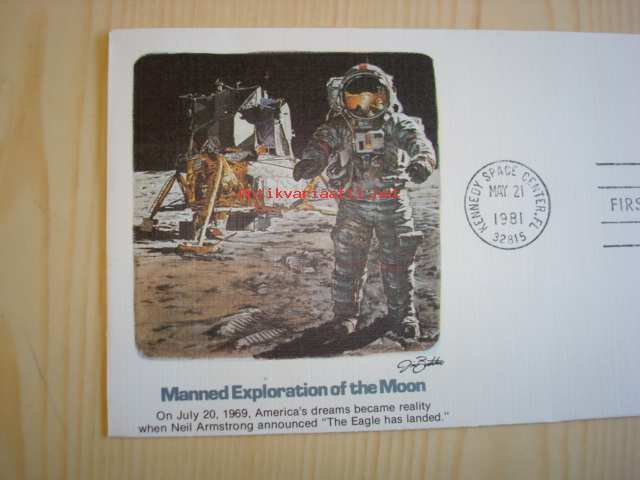 Antikvariaatti.net
KENNEDY SPACE CENTER, FL
MAY 21
1981
32815
FIRS
Manned Exploration of the Moon
On July 20, 1969, America's dreams became reality
when Neil Armstrong announced "The Eagle has landed."